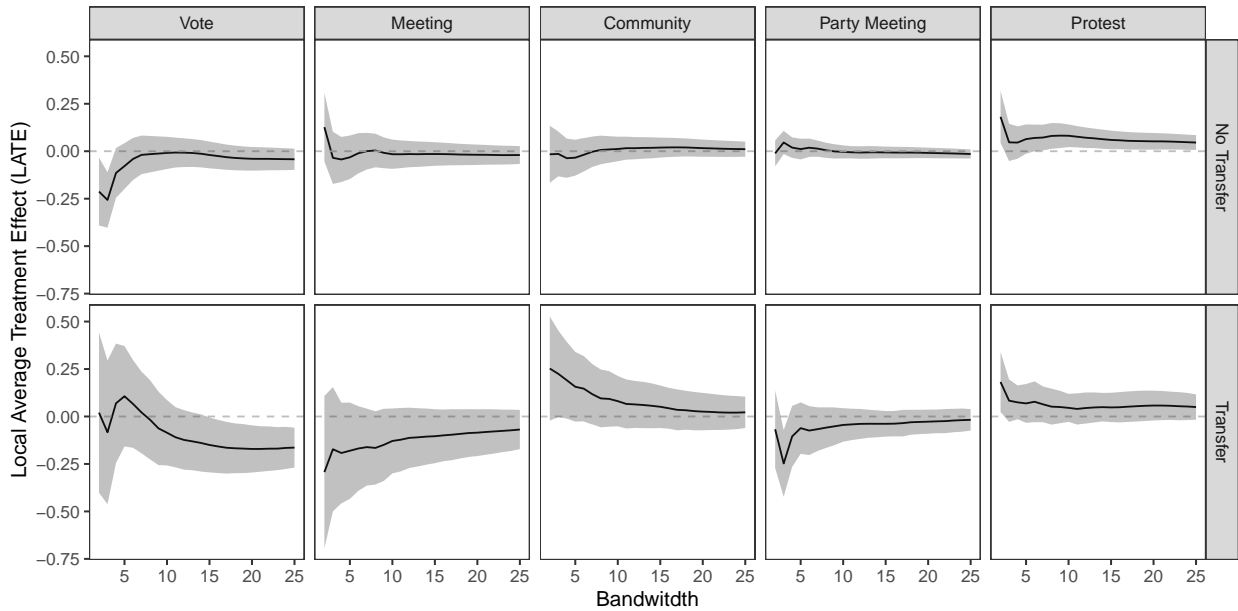 Vote Meeting Community Party Meeting Protest
0.50
0.25
0.00
−0.25
−0.50
−0.75
No Transfer
0.50
0.25
0.00
−0.25
−0.50
−0.75
Transfer
Local Average Treatment Effect (LATE)
5 10 15 20 25 5 10 15 20 25 5 10 15 20 25 5 10 15 20 25 5 10 15 20 25
Bandwitdth